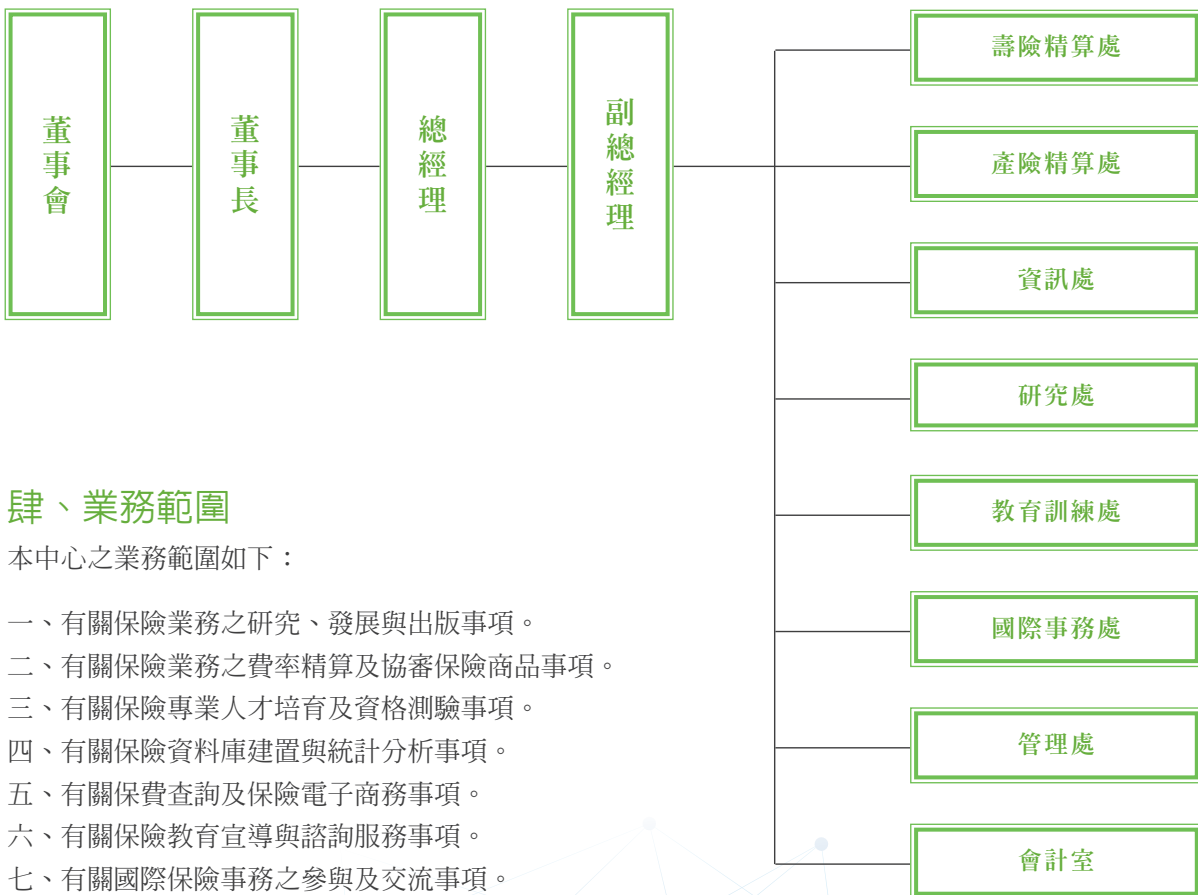 董事會
董事長
總經理
副總經理
壽險精算處
產險精算處
資訊處
研究處
教育訓練處
國際事務處
管理處
會計室
肆、業務範圍
本中心之業務範圍如下：
一、有關保險業務之研究、發展與出版事項。
二、有關保險業務之費率精算及協審保險商品事項。
三、有關保險專業人才培育及資格測驗事項。
四、有關保險資料庫建置與統計分析事項。
五、有關保費查詢及保險電子商務事項。
六、有關保險教育宣導與諮詢服務事項。
七、有關國際保險事務之參與及交流事項。